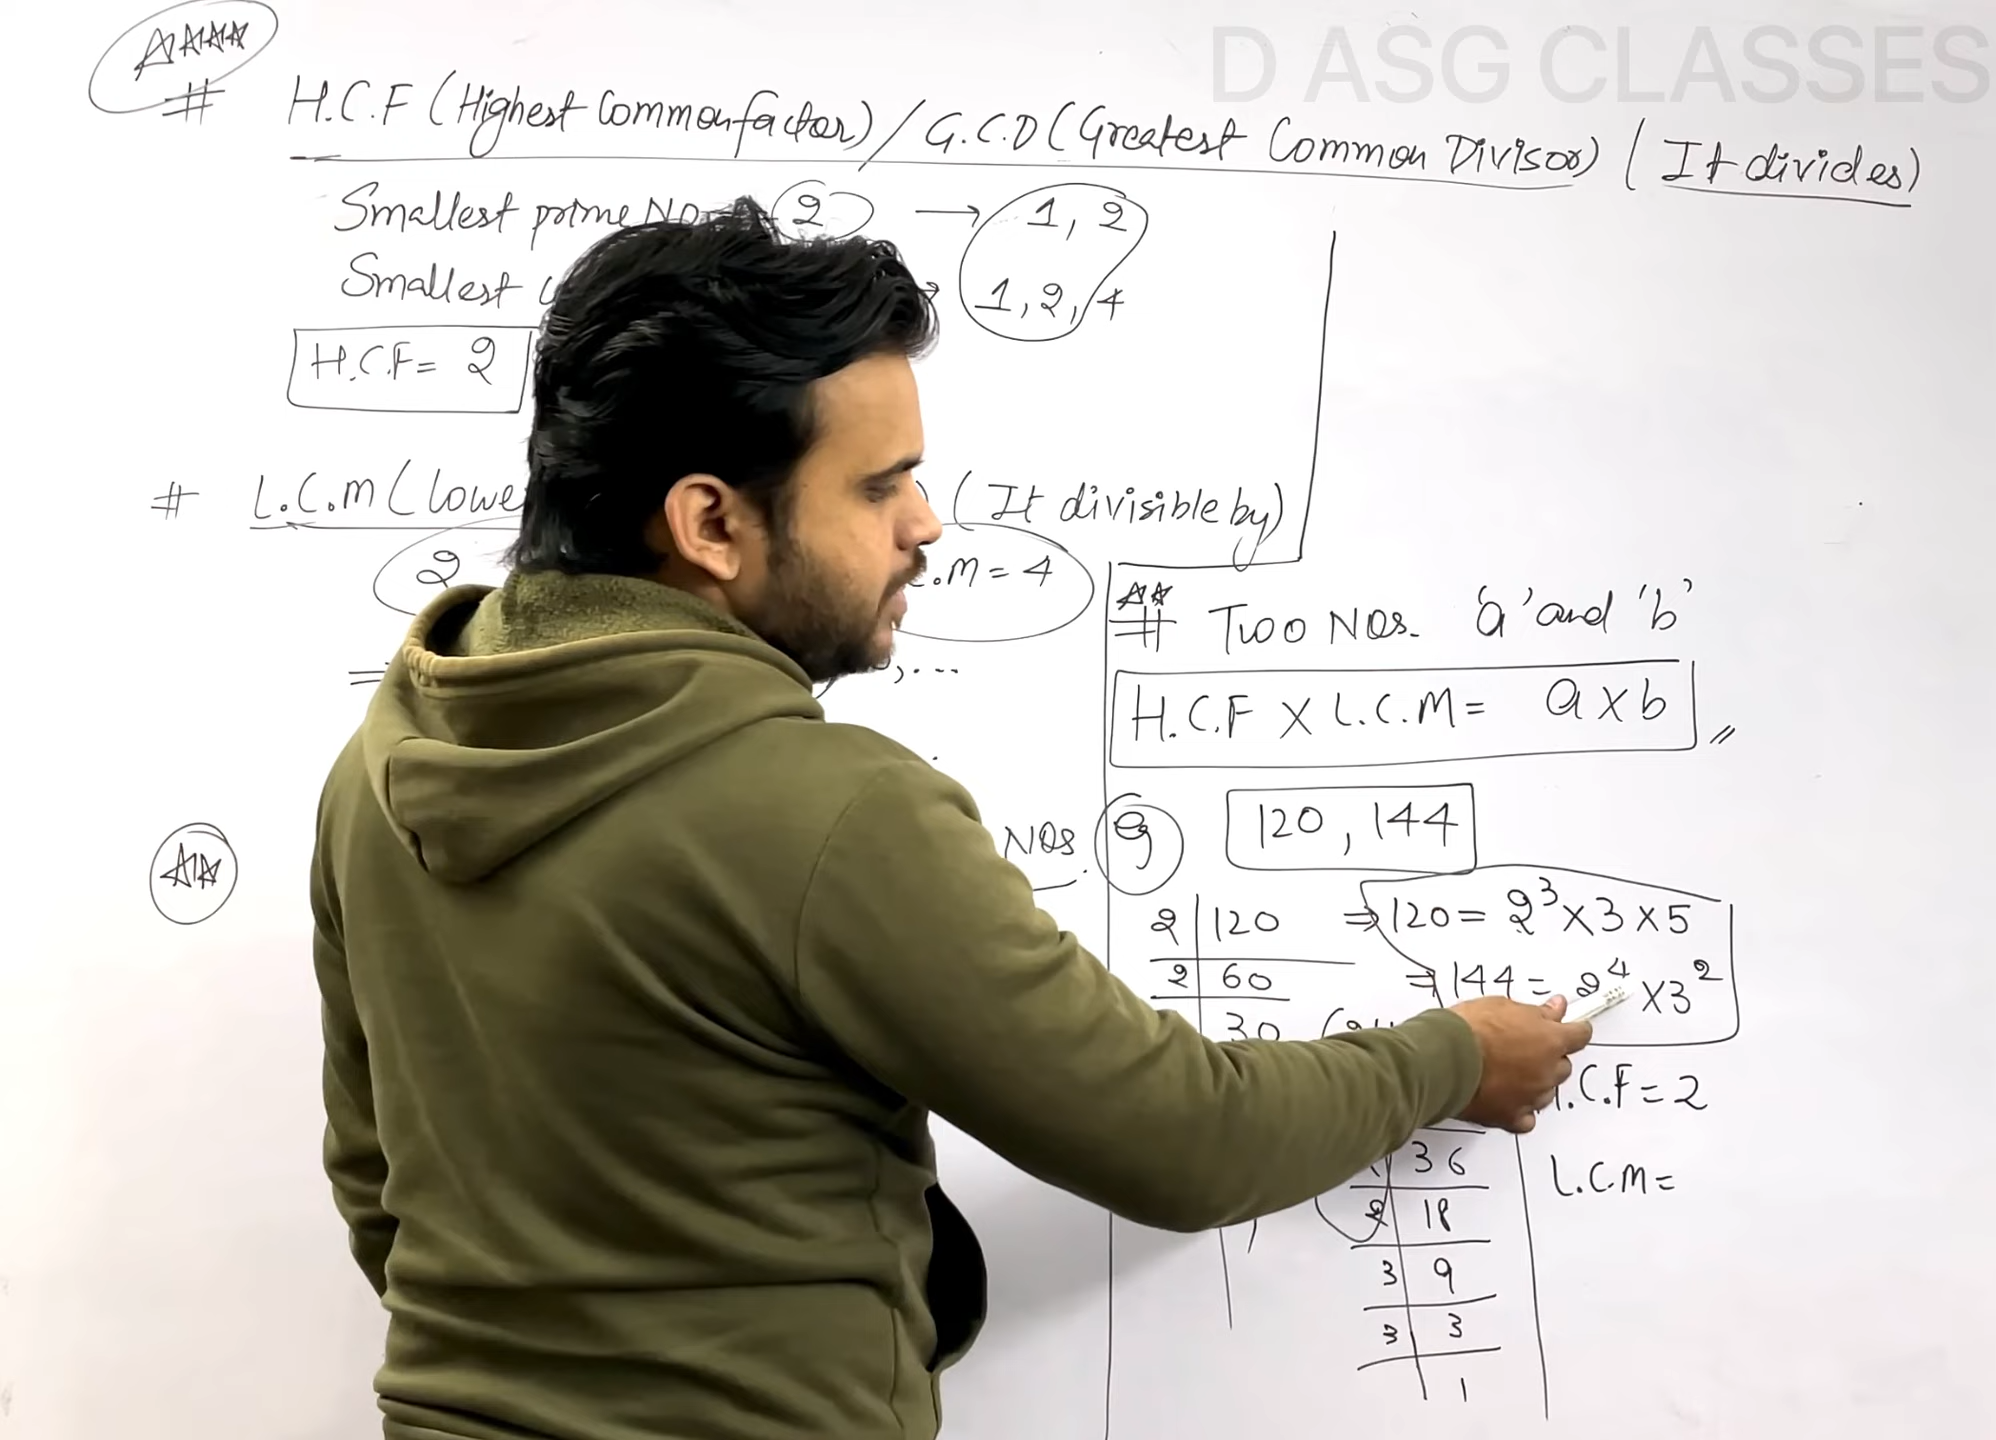 D ASG CLASSES
# H.C.F (Highest Common factor) / G.C.D (Greatest Common Divisor) (It divides)
Smallest prime No → 2 → 1, 2
Smallest → 1, 2, 4
H.C.F = 2
# L.C.M (lowe ) (It divisible by)
2 .M = 4
= , ...
# Two NOs. 'a' and 'b'
H.C.F X L.C.M = a x b
NOs.
120, 144
2 | 120
2 | 60
30
⇒ 120 = 2³ x 3 x 5
⇒ 144 = 2⁴ x 3²
.C.F = 2
L.C.M =
36
2 | 18
3 | 9
3 | 3
1